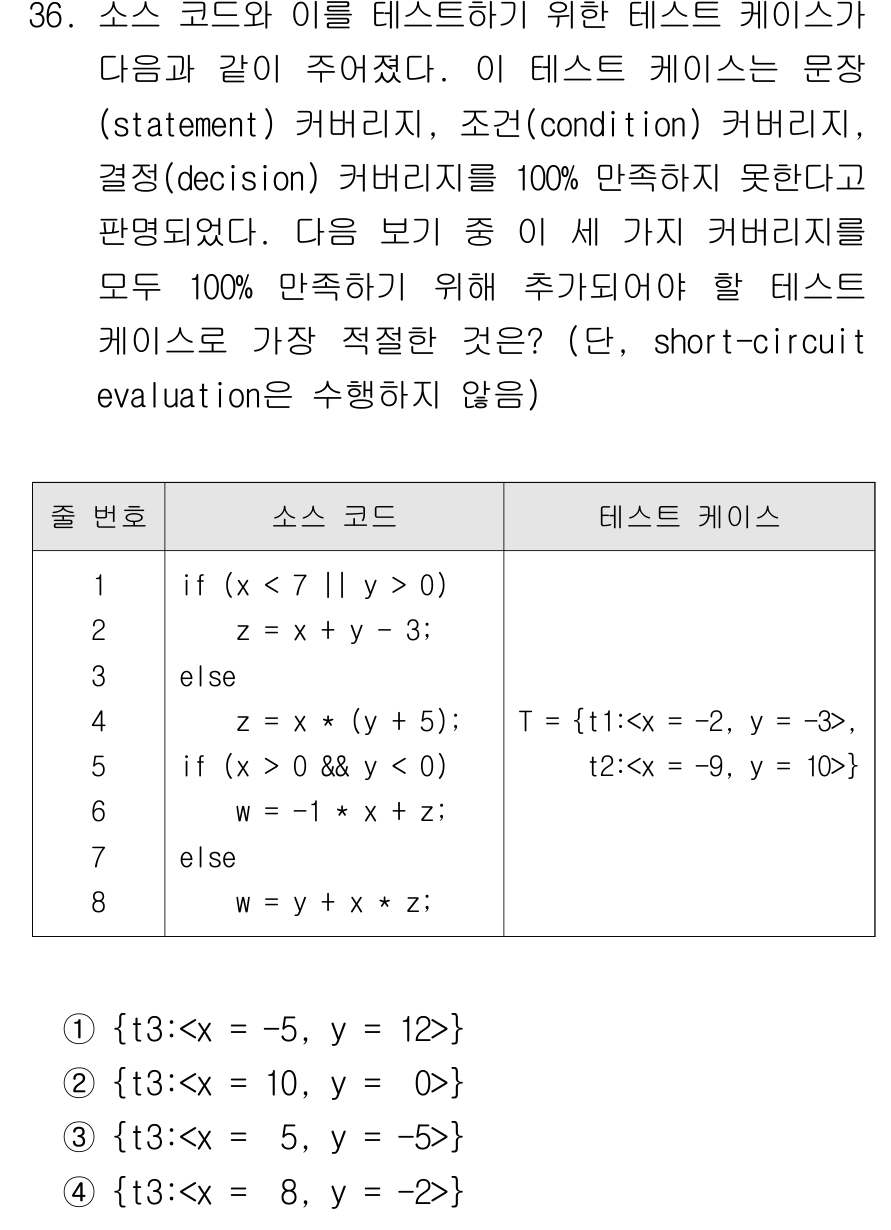 36. 소스 코드와 이를 테스트하기 위한 테스트 케이스가
다음과 같이 주어졌다. 이 테스트 케이스는 문장
(statement) 커버리지, 조건(condition) 커버리지,
결정(decision) 커버리지를 100% 만족하지 못한다고
판명되었다. 다음 보기 중 이 세 가지 커버리지를
모두 100% 만족하기 위해 추가되어야 할 테스트
케이스로 가장 적절한 것은? (단, short-circuit
evaluation은 수행하지 않음)
줄 번호 소스 코드 테스트 케이스
1 if (x < 7 || y > 0)
2 z = x + y - 3;
3 else
4 z = x * (y + 5); T = {t1:<x = -2, y = -3>,
5 if (x > 0 && y < 0) t2:<x = -9, y = 10>}
6 w = -1 * x + z;
7 else
8 w = y + x * z;
① {t3:<x = -5, y = 12>}
② {t3:<x = 10, y = 0>}
③ {t3:<x = 5, y = -5>}
④ {t3:<x = 8, y = -2>}